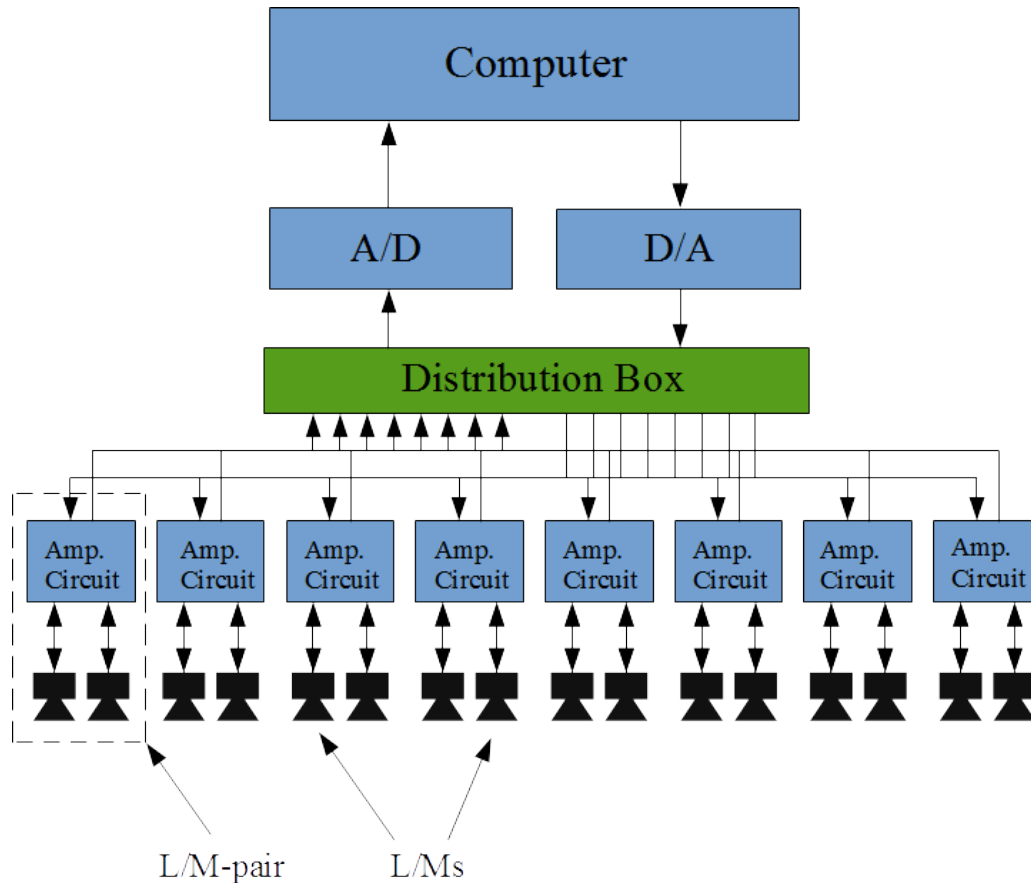 Computer
A/D
D/A
Distribution Box
Amp.
Circuit
Amp.
Circuit
Amp.
Circuit
Amp.
Circuit
Amp.
Circuit
Amp.
Circuit
Amp.
Circuit
Amp.
Circuit
L/M-pair
L/Ms